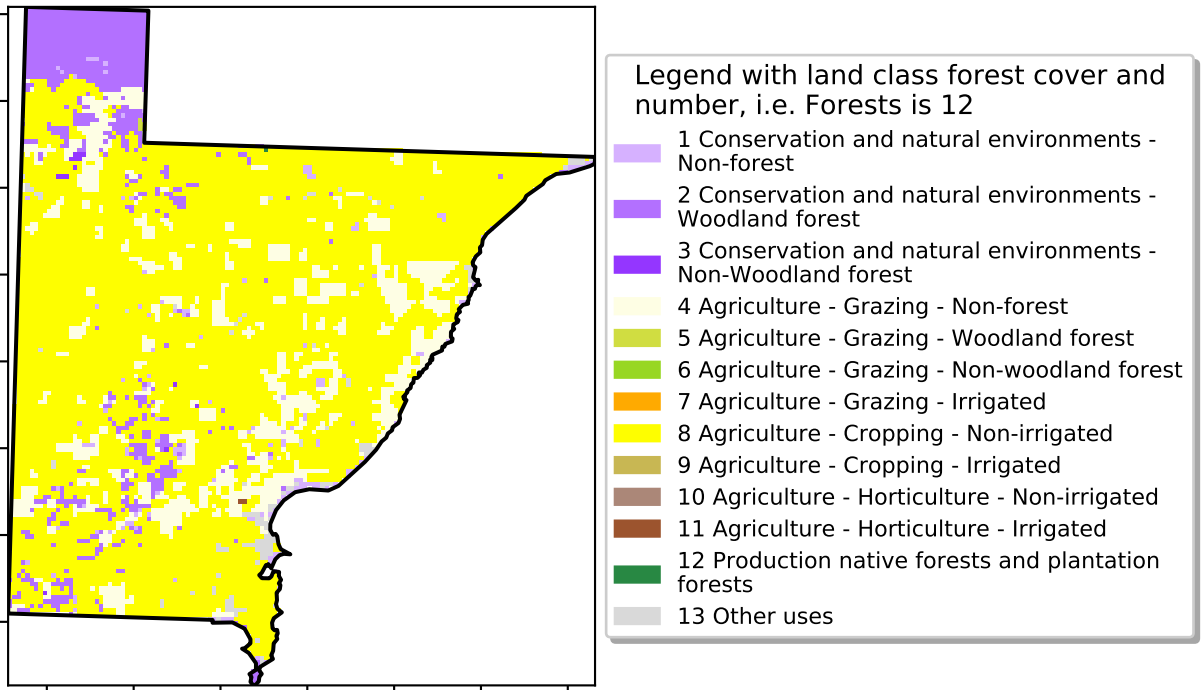 Legend with land class forest cover and
number, i.e. Forests is 12
1 Conservation and natural environments -
Non-forest
2 Conservation and natural environments -
Woodland forest
3 Conservation and natural environments -
Non-Woodland forest
4 Agriculture - Grazing - Non-forest
5 Agriculture - Grazing - Woodland forest
6 Agriculture - Grazing - Non-woodland forest
7 Agriculture - Grazing - Irrigated
8 Agriculture - Cropping - Non-irrigated
9 Agriculture - Cropping - Irrigated
10 Agriculture - Horticulture - Non-irrigated
11 Agriculture - Horticulture - Irrigated
12 Production native forests and plantation
forests
13 Other uses